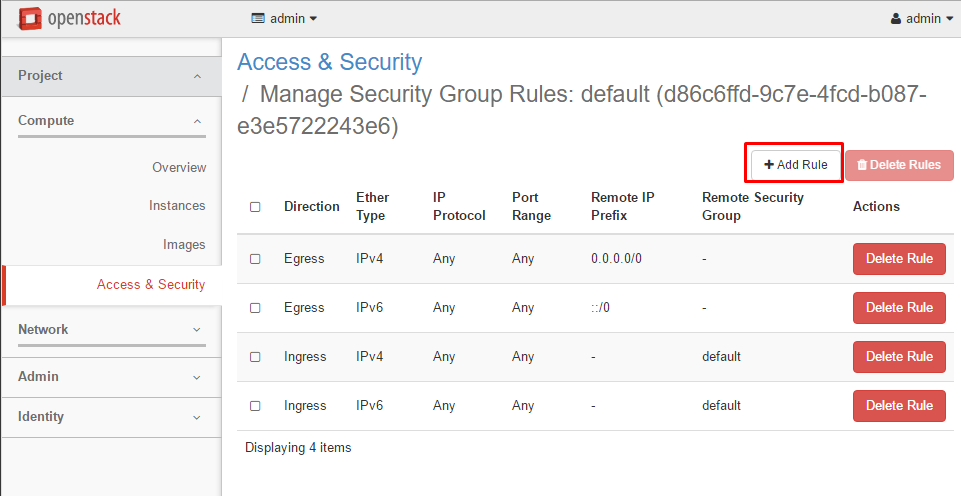 openstack
admin
admin
Project
Compute
Overview
Instances
Images
Access & Security
Network
Admin
Identity
Access & Security
/ Manage Security Group Rules: default (d86c6ffd-9c7e-4fcd-b087-
e3e5722243e6)
+ Add Rule
Delete Rules
Direction
Ether
Type
IP
Protocol
Port
Range
Remote IP
Prefix
Remote Security
Group
Actions
Egress IPv4 Any Any 0.0.0.0/0 - Delete Rule
Egress IPv6 Any Any ::/0 - Delete Rule
Ingress IPv4 Any Any - default Delete Rule
Ingress IPv6 Any Any - default Delete Rule
Displaying 4 items